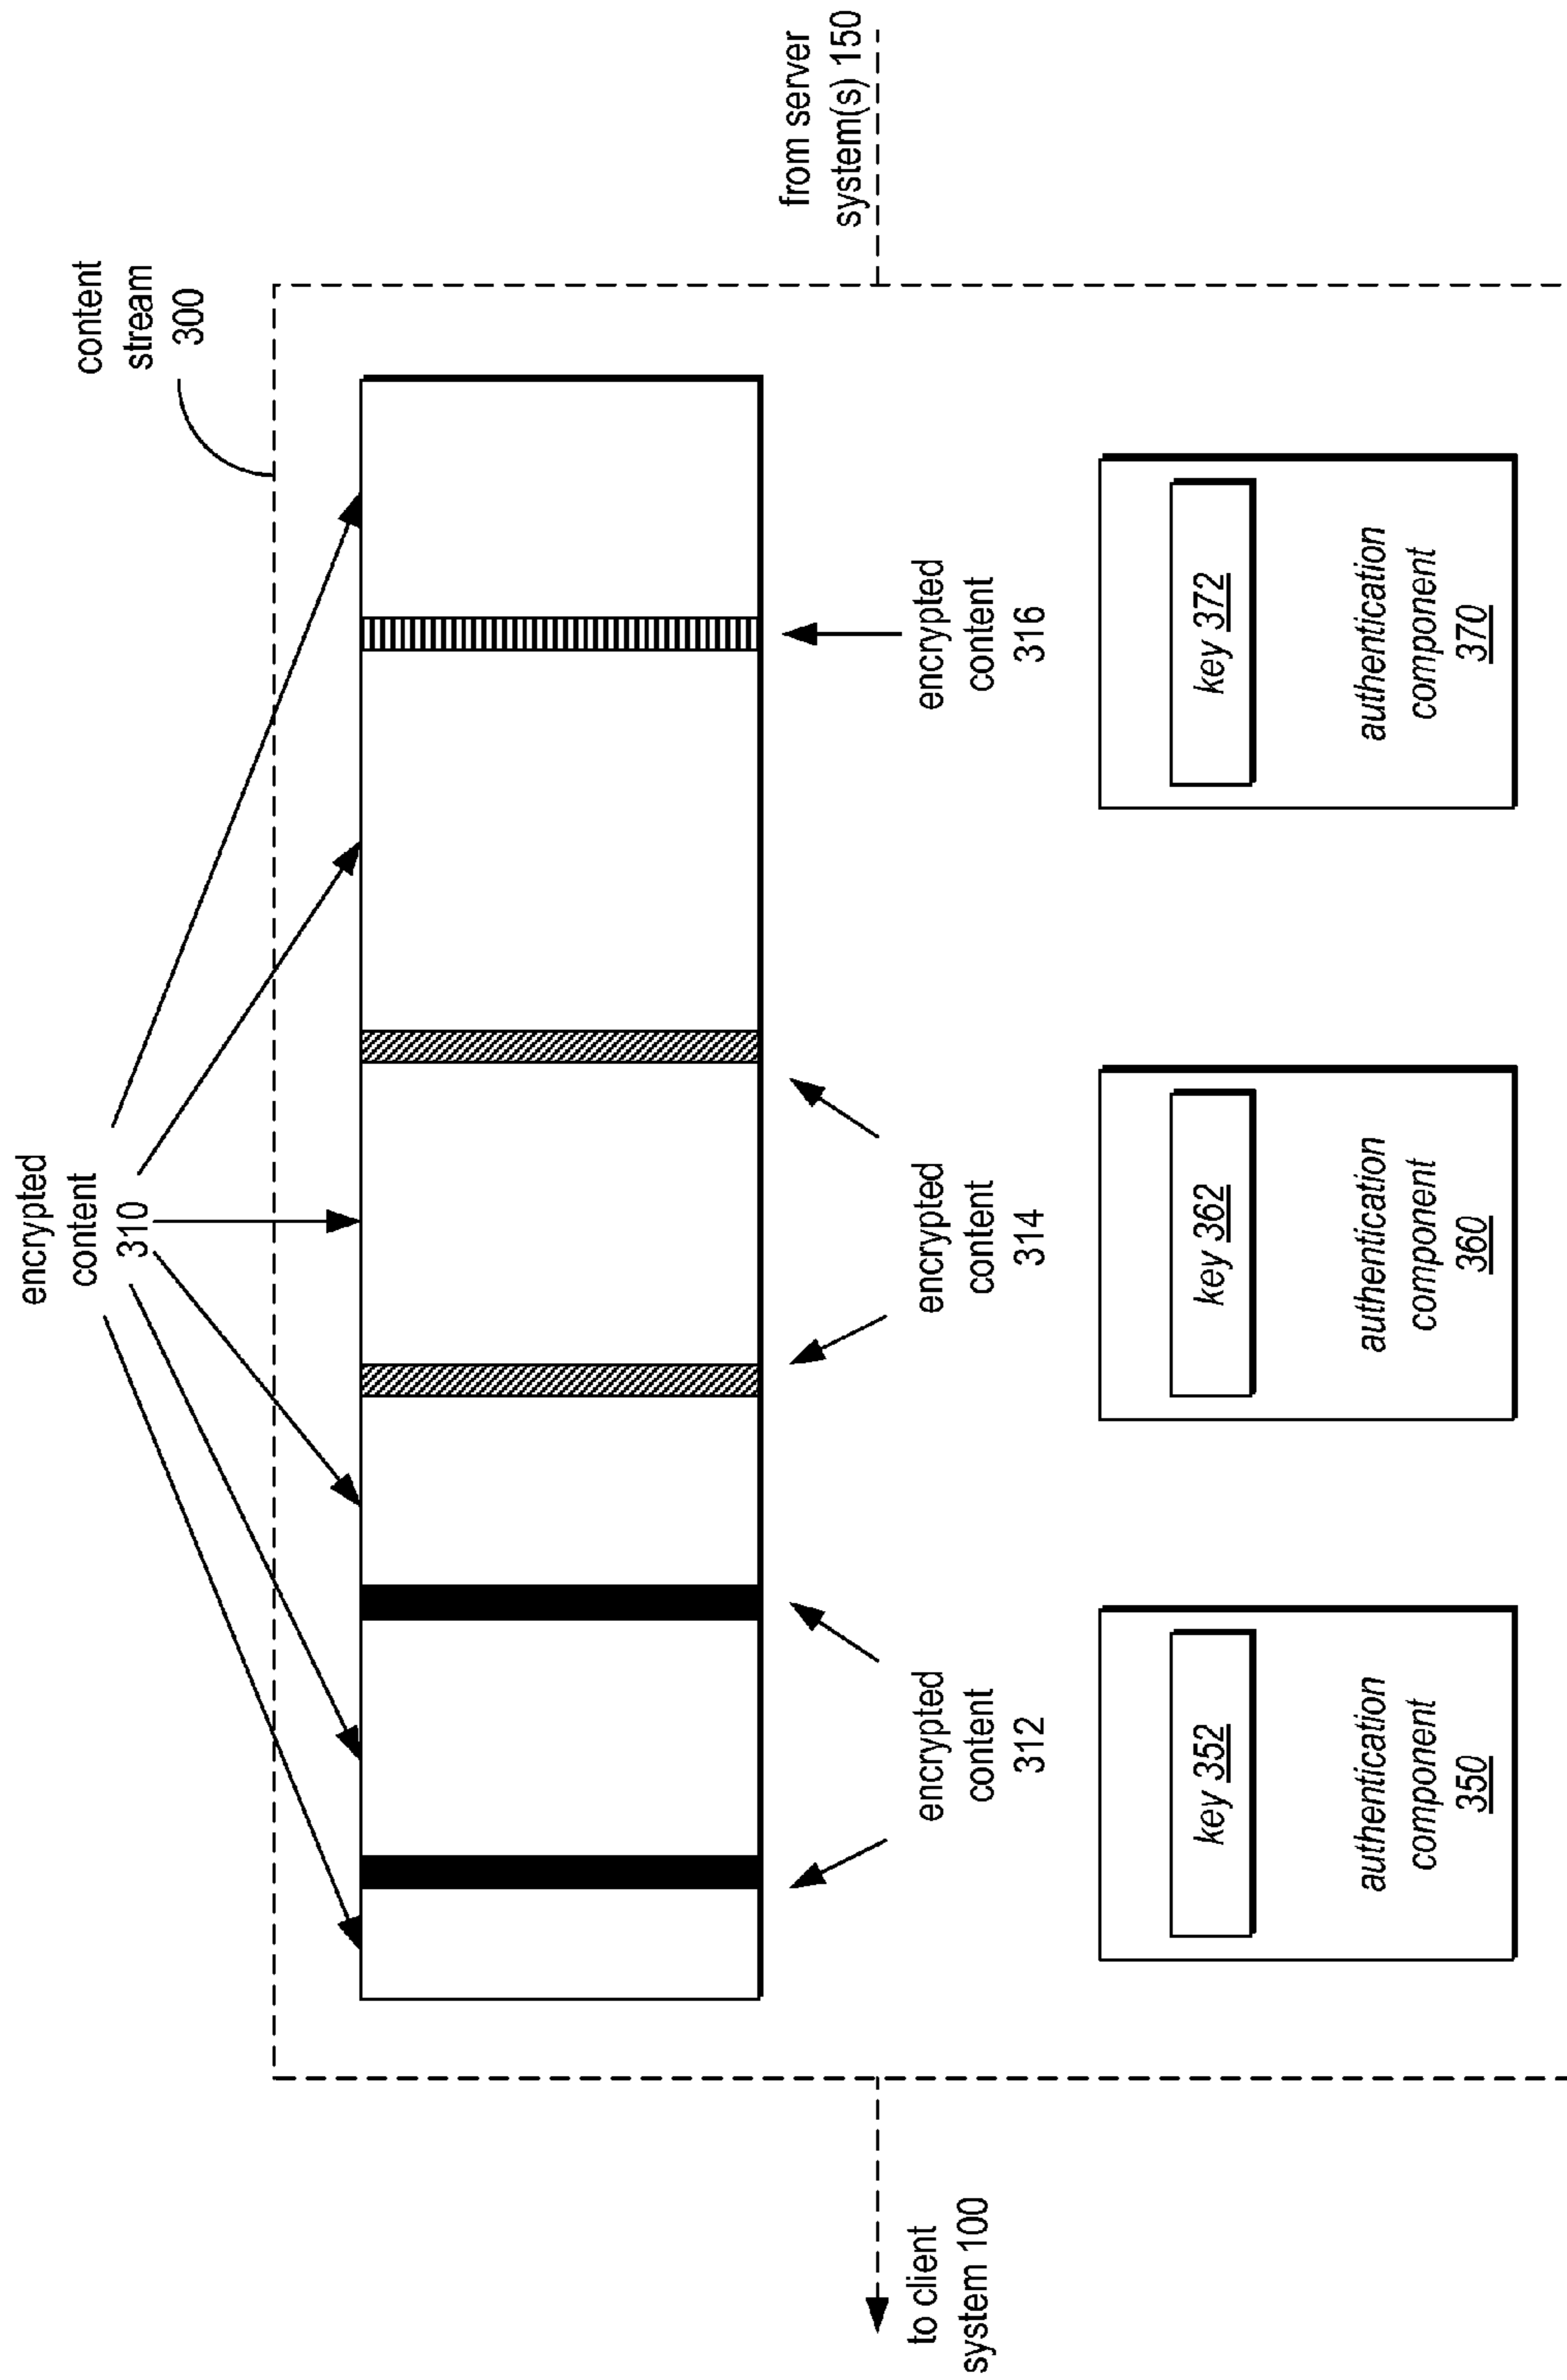 content
stream
300
encrypted
content
310
from server
system(s) 150
to client
system 100
encrypted
content
312
encrypted
content
314
encrypted
content
316
key 352
authentication
component
350
key 362
authentication
component
360
key 372
authentication
component
370